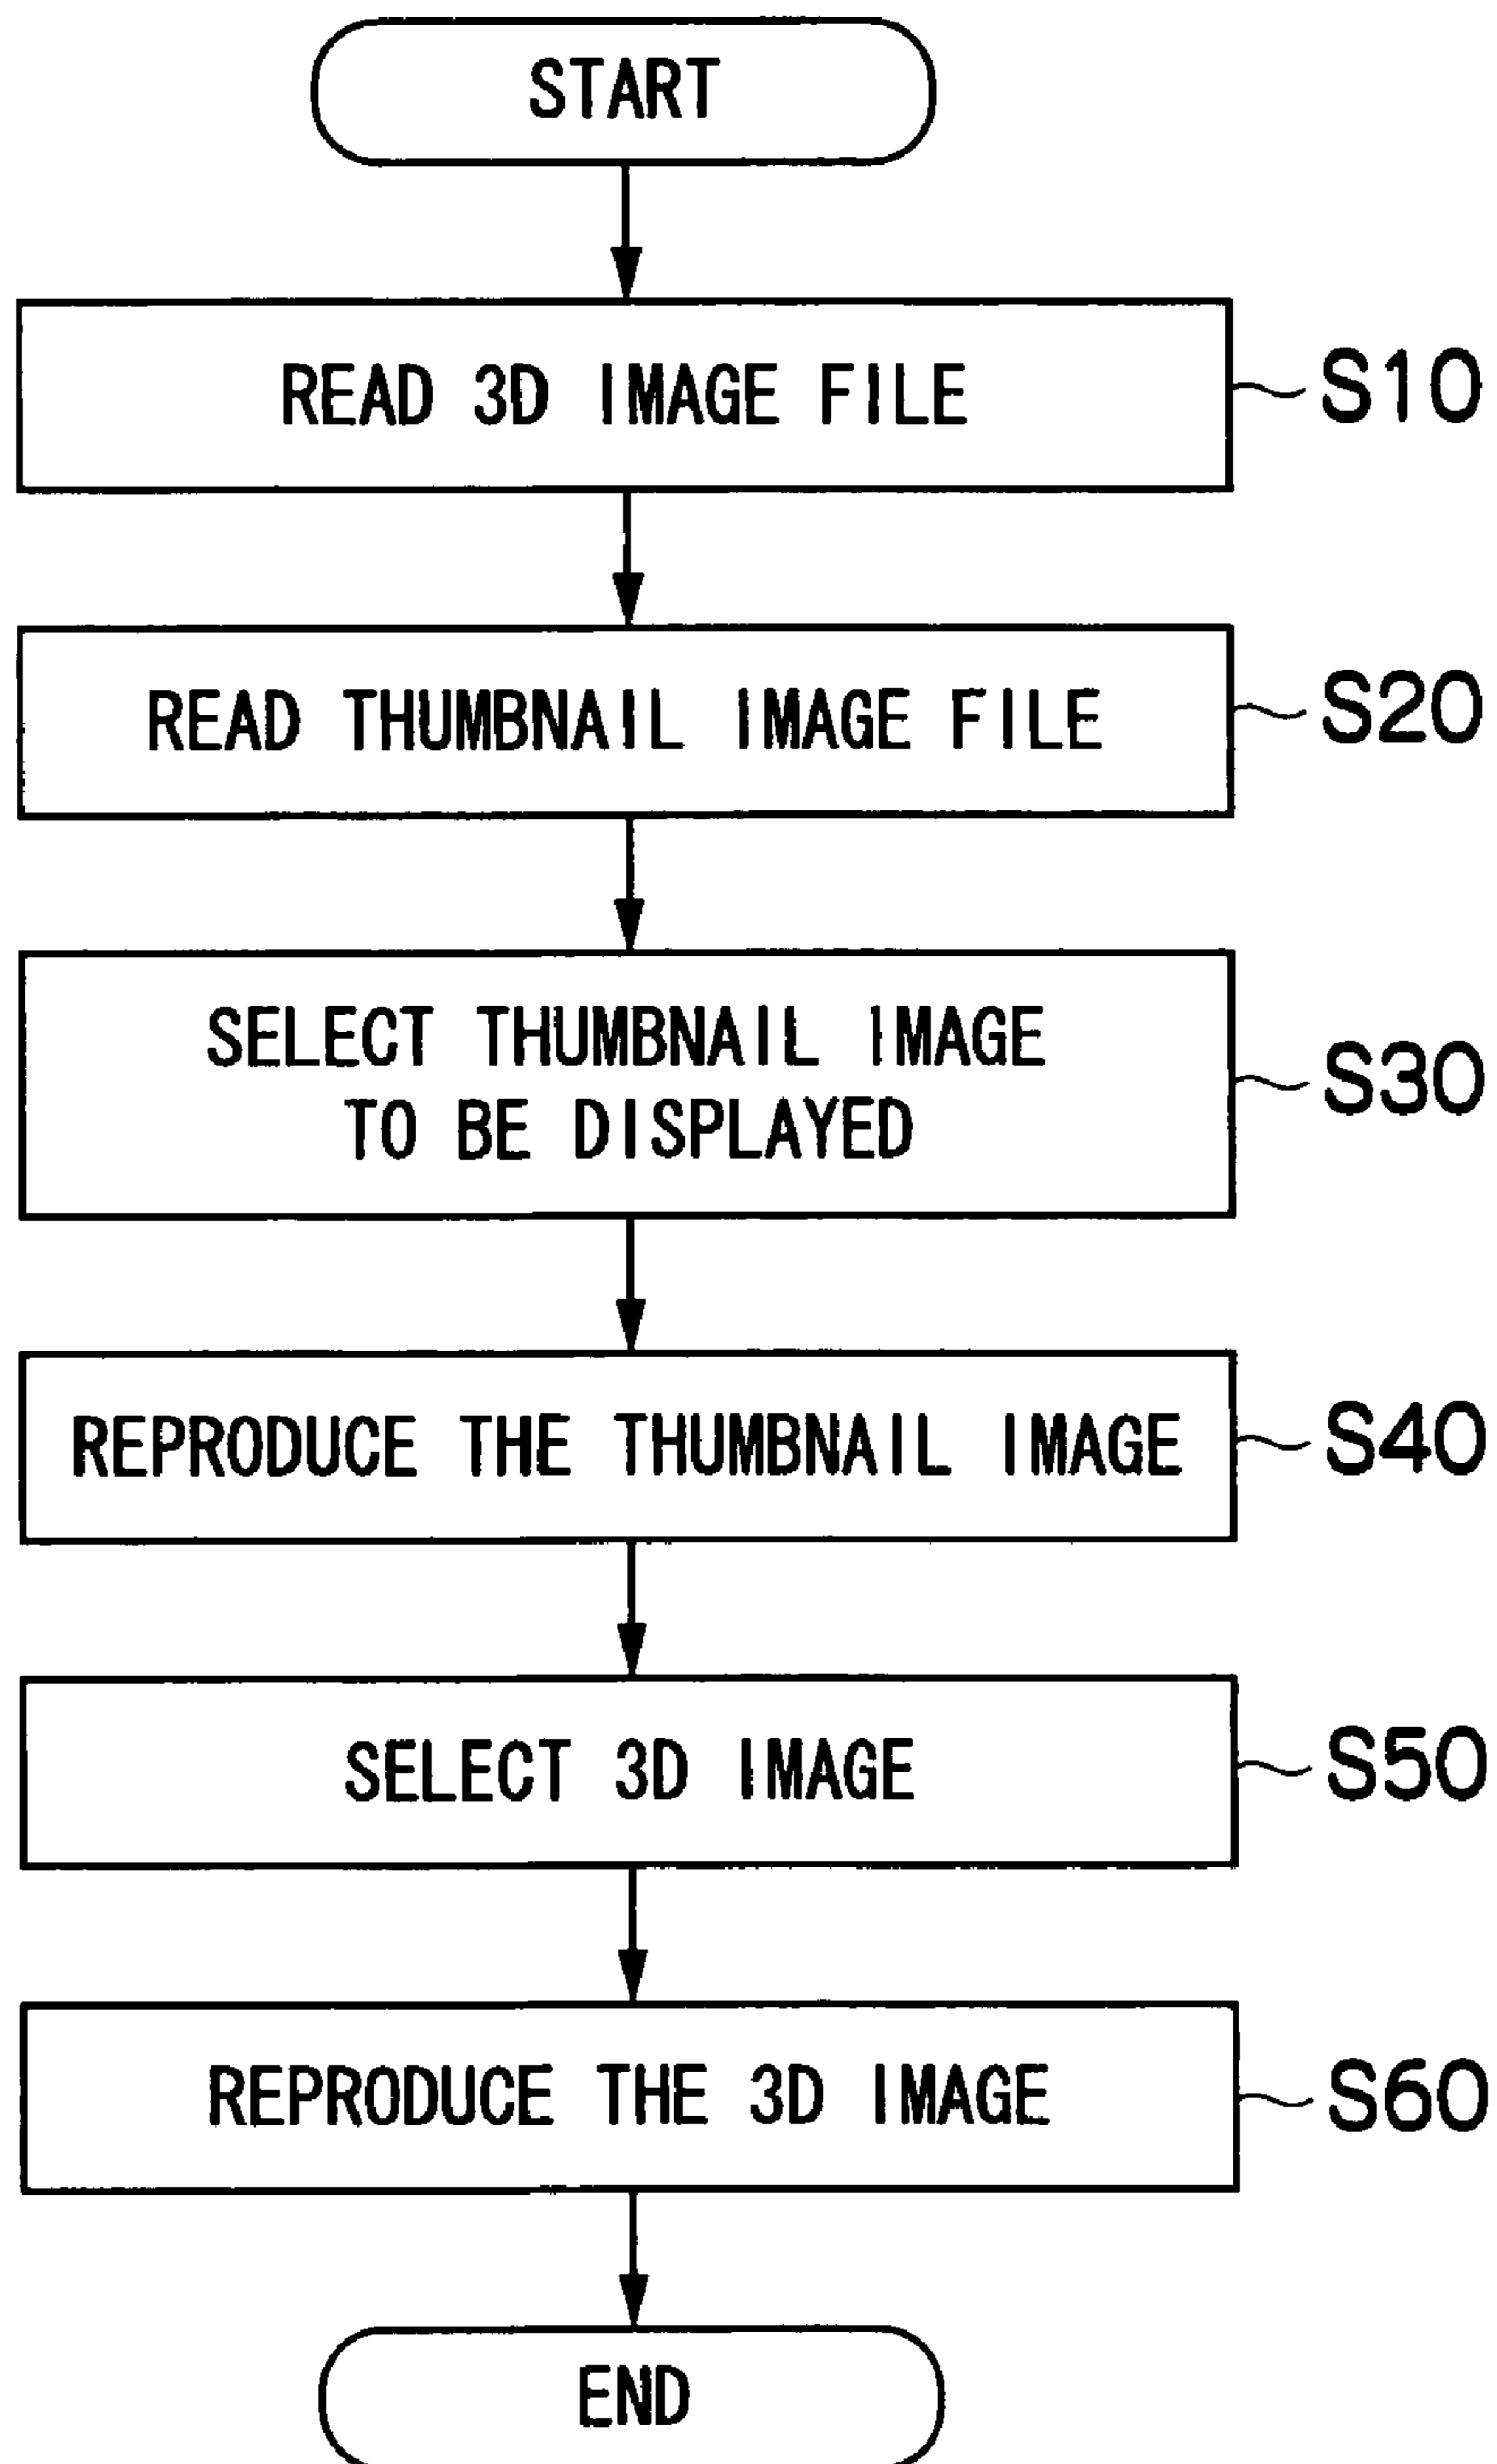 START
READ 3D IMAGE FILE
S10
READ THUMBNAIL IMAGE FILE
S20
SELECT THUMBNAIL IMAGE
TO BE DISPLAYED
S30
REPRODUCE THE THUMBNAIL IMAGE
S40
SELECT 3D IMAGE
S50
REPRODUCE THE 3D IMAGE
S60
END